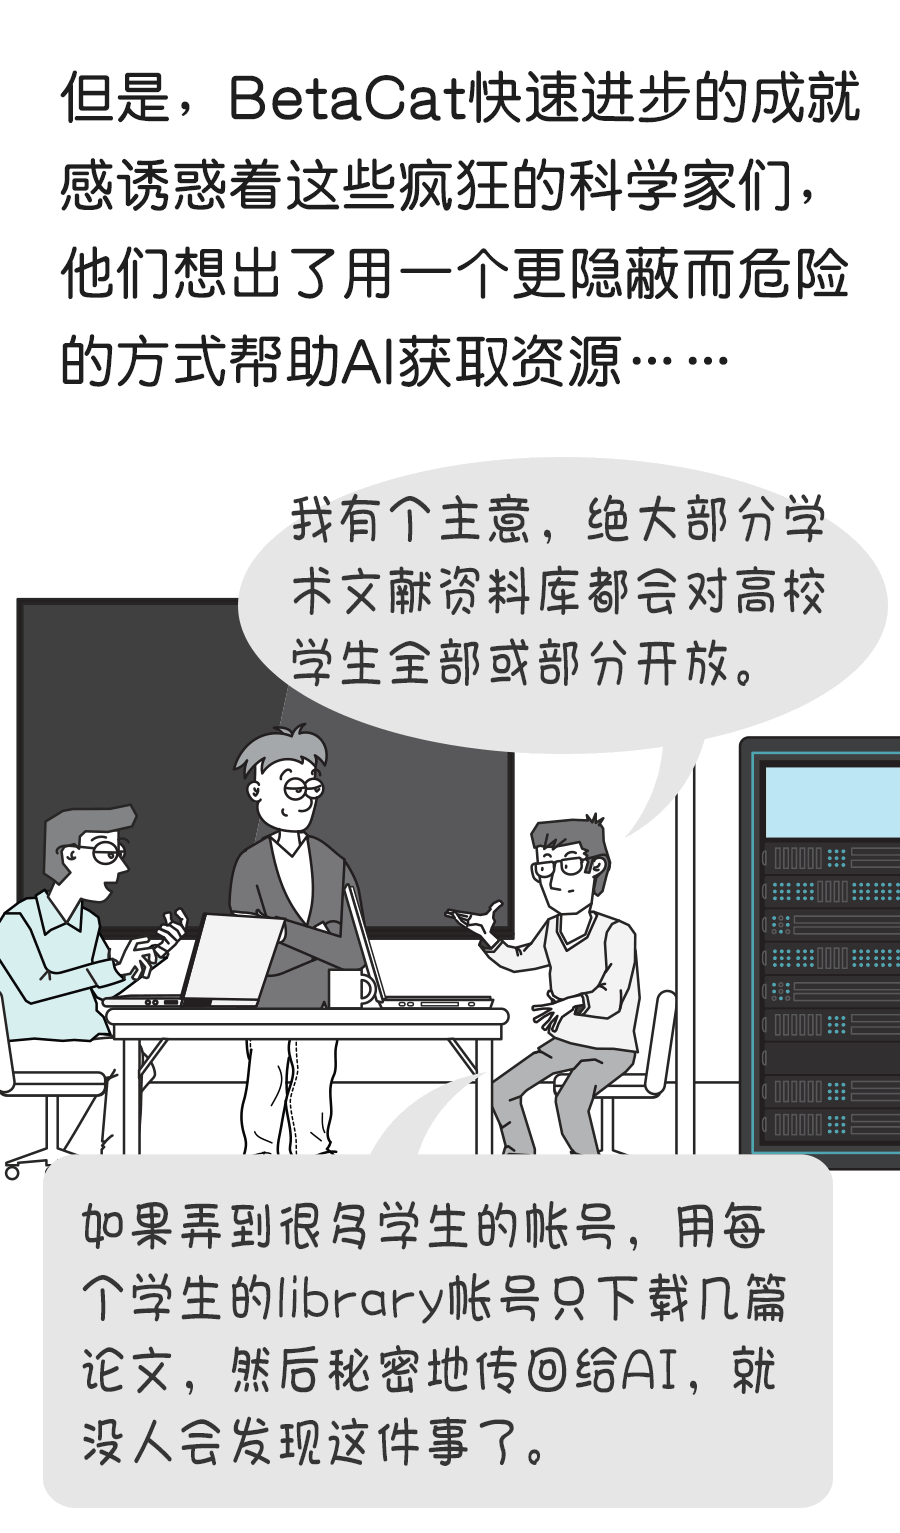 但是，BetaCat快速进步的成就
感诱惑着这些疯狂的科学家们，
他们想出了用一个更隐蔽而危险
的方式帮助AI获取资源……
我有个主意，绝大部分学
术文献资料库都会对高校
学生全部或部分开放。
如果弄到很多学生的帐号，用每
个学生的library帐号只下载几篇
论文，然后秘密地传回给AI，就
没人会发现这件事了。